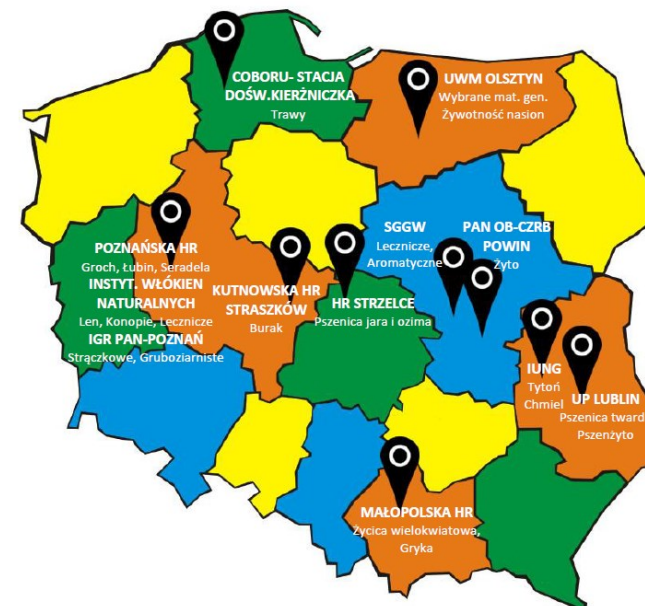 COBORU- STACJA
DOŚW.KIERŻNICZKA
Trawy
UWM OLSZTYN
Wybrane mat. gen.
Żywotność nasion
SGGW
Lecznicze,
Aromatyczne
PAN OB-CZRB
POWIN
Żyto
POZNAŃSKA HR
Groch, Łubin, Seradela
INSTYT. WŁÓKIEN
NATURALNYCH
Len, Konopie, Lecznicze
IGR PAN-POZNAŃ
Strączkowe, Gruboziarniste
KUTNOWSKA HR
STRASZKÓW
Burak
HR STRZELCE
Pszenica jara i ozima
IUNG
Tytoń
Chmiel
UP LUBLIN
Pszenica tward
Pszenżyto
MAŁOPOLSKA HR
Życica wielokwiatowa,
Gryka